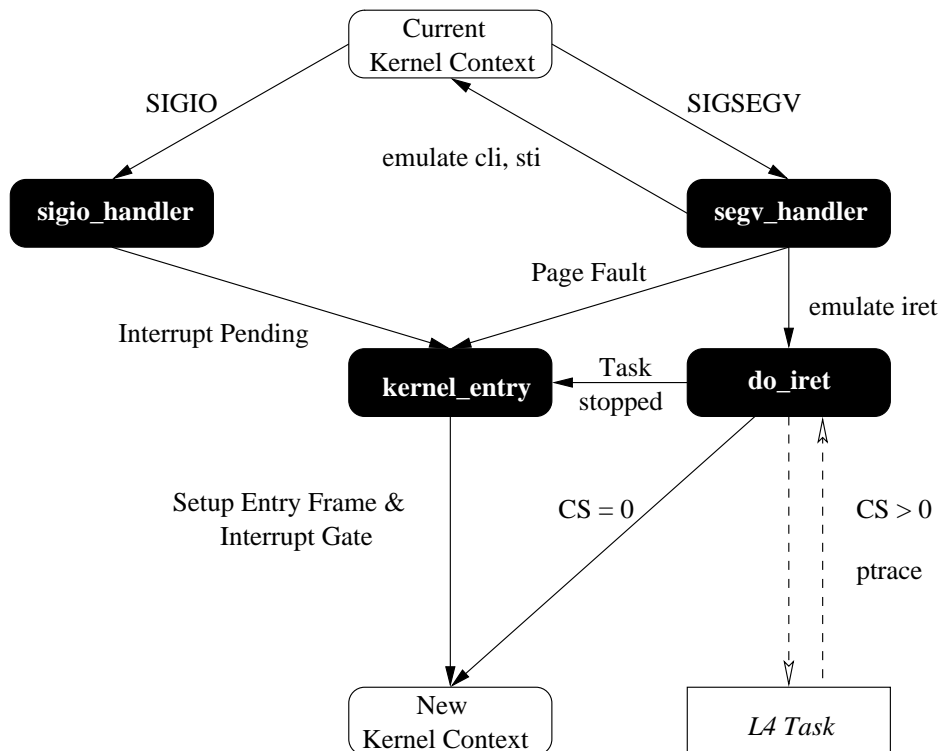 Current
Kernel Context
SIGIO
SIGSEGV
emulate cli, sti
sigio_handler
segv_handler
Page Fault
emulate iret
Interrupt Pending
kernel_entry
Task
stopped
do_iret
Setup Entry Frame &
Interrupt Gate
CS = 0
CS > 0
ptrace
New
Kernel Context
L4 Task